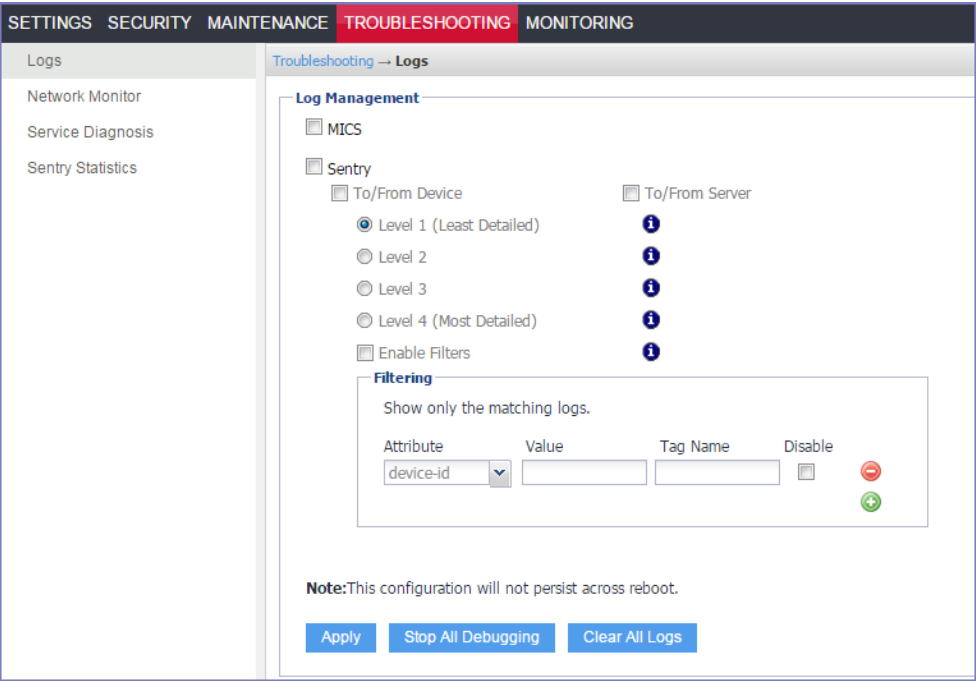 SETTINGS SECURITY MAINTENANCE TROUBLESHOOTING MONITORING
Logs
Network Monitor
Service Diagnosis
Sentry Statistics
Troubleshooting → Logs
Log Management
MICS
Sentry
To/From Device To/From Server
Level 1 (Least Detailed)
Level 2
Level 3
Level 4 (Most Detailed)
Enable Filters
Filtering
Show only the matching logs.
Attribute Value Tag Name Disable
device-id
Note:This configuration will not persist across reboot.
Apply Stop All Debugging Clear All Logs